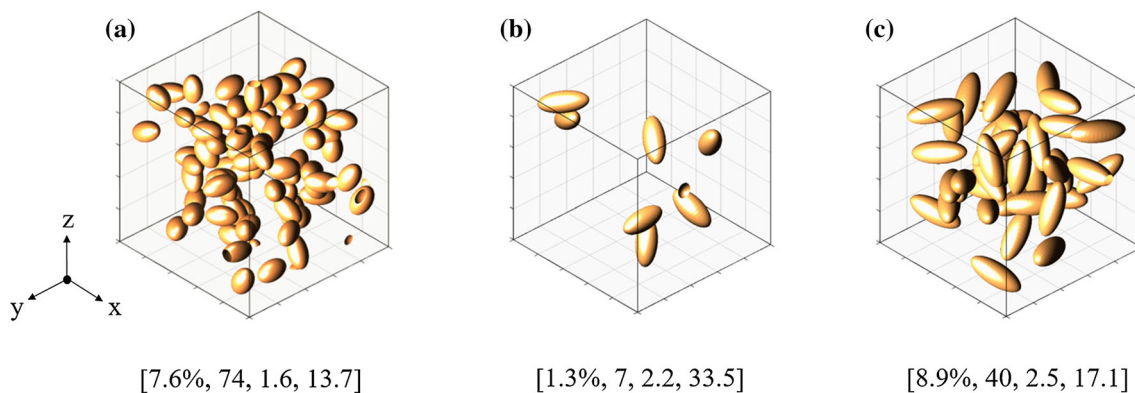 (a)
(b)
(c)
z
y
x
[7.6%, 74, 1.6, 13.7]
[1.3%, 7, 2.2, 33.5]
[8.9%, 40, 2.5, 17.1]